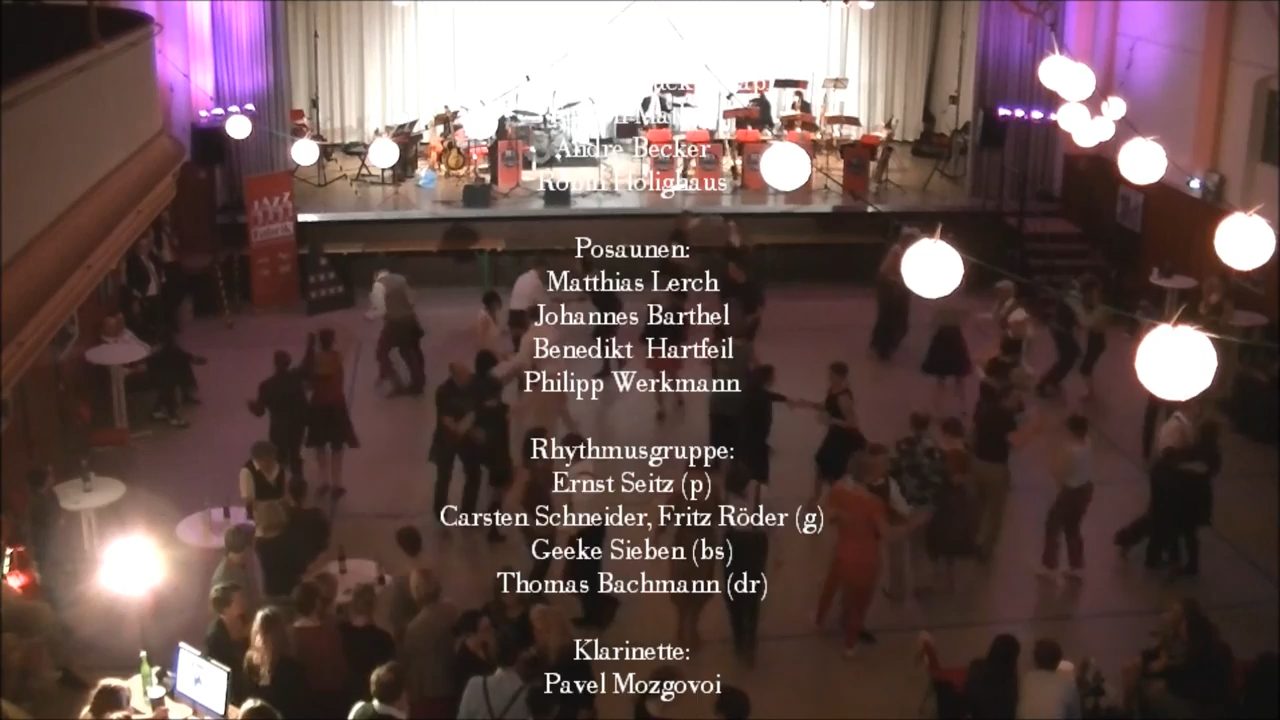 Andre Becker
Robin Holighaus
Posaunen:
Matthias Lerch
Johannes Barthel
Benedikt Hartfeil
Philipp Werkmann
Rhythmusgruppe:
Ernst Seitz (p)
Carsten Schneider, Fritz Röder (g)
Geeke Sieben (bs)
Thomas Bachmann (dr)
Klarinette:
Pavel Mozgovoi